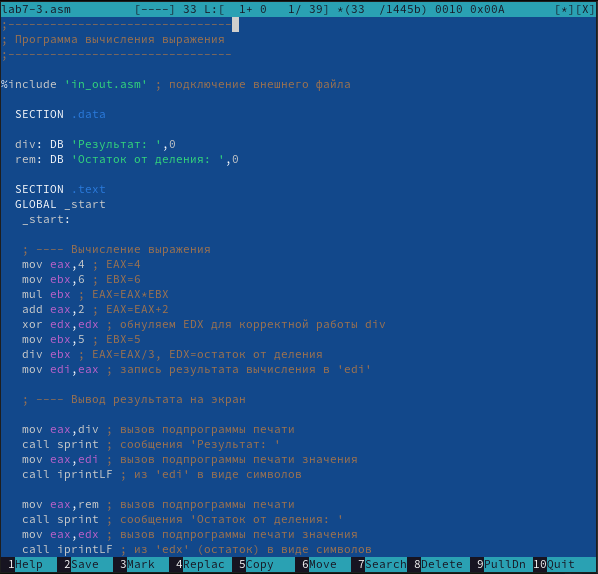 lab7-3.asm [----] 33 L:[ 1+ 0 1/ 39] *(33 /1445b) 0010 0x00A [*][X]
;--------------------------------
; Программа вычисления выражения
;--------------------------------
%include 'in_out.asm' ; подключение внешнего файла
SECTION .data
div: DB 'Результат: ',0
rem: DB 'Остаток от деления: ',0
SECTION .text
GLOBAL _start
_start:
; ---- Вычисление выражения
mov eax,4 ; EAX=4
mov ebx,6 ; EBX=6
mul ebx ; EAX=EAX*EBX
add eax,2 ; EAX=EAX+2
xor edx,edx ; обнуляем EDX для корректной работы div
mov ebx,5 ; EBX=5
div ebx ; EAX=EAX/3, EDX=остаток от деления
mov edi,eax ; запись результата вычисления в 'edi'
; ---- Вывод результата на экран
mov eax,div ; вызов подпрограммы печати
call sprint ; сообщения 'Результат: '
mov eax,edi ; вызов подпрограммы печати значения
call iprintLF ; из 'edi' в виде символов
mov eax,rem ; вызов подпрограммы печати
call sprint ; сообщения 'Остаток от деления: '
mov eax,edx ; вызов подпрограммы печати значения
call iprintLF ; из 'edx' (остаток) в виде символов
1Help 2Save 3Mark 4Replac 5Copy 6Move 7Search 8Delete 9PullDn 10Quit